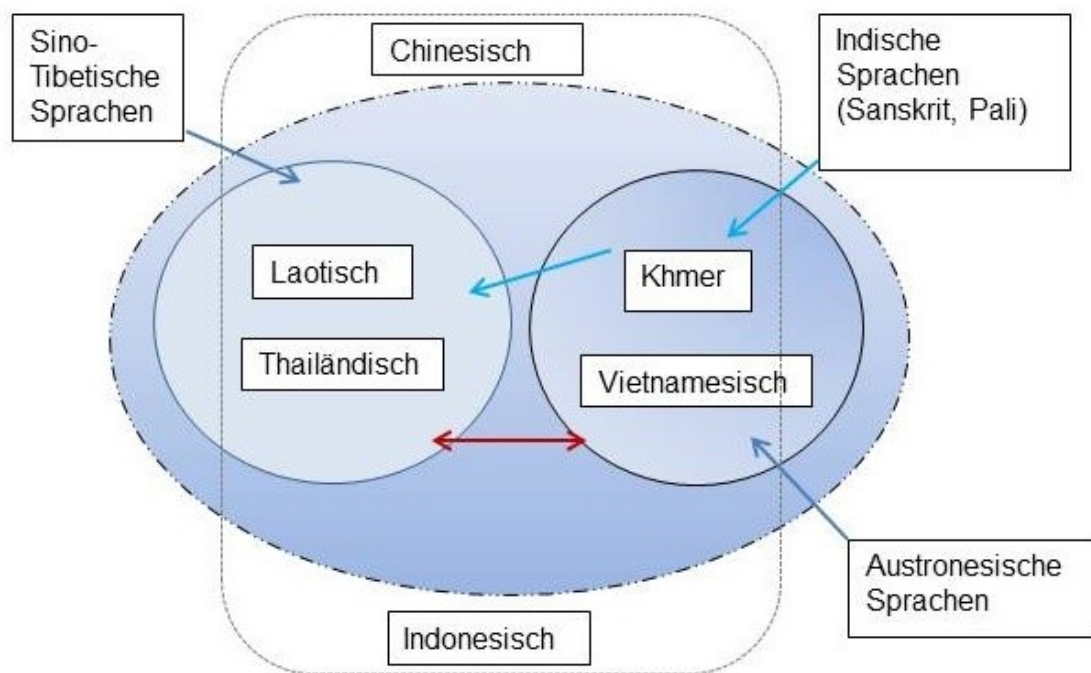 Sino-
Tibetische
Sprachen
Chinesisch
Indische
Sprachen
(Sanskrit, Pali)
Laotisch
Khmer
Thailändisch
Vietnamesisch
Austronesische
Sprachen
Indonesisch